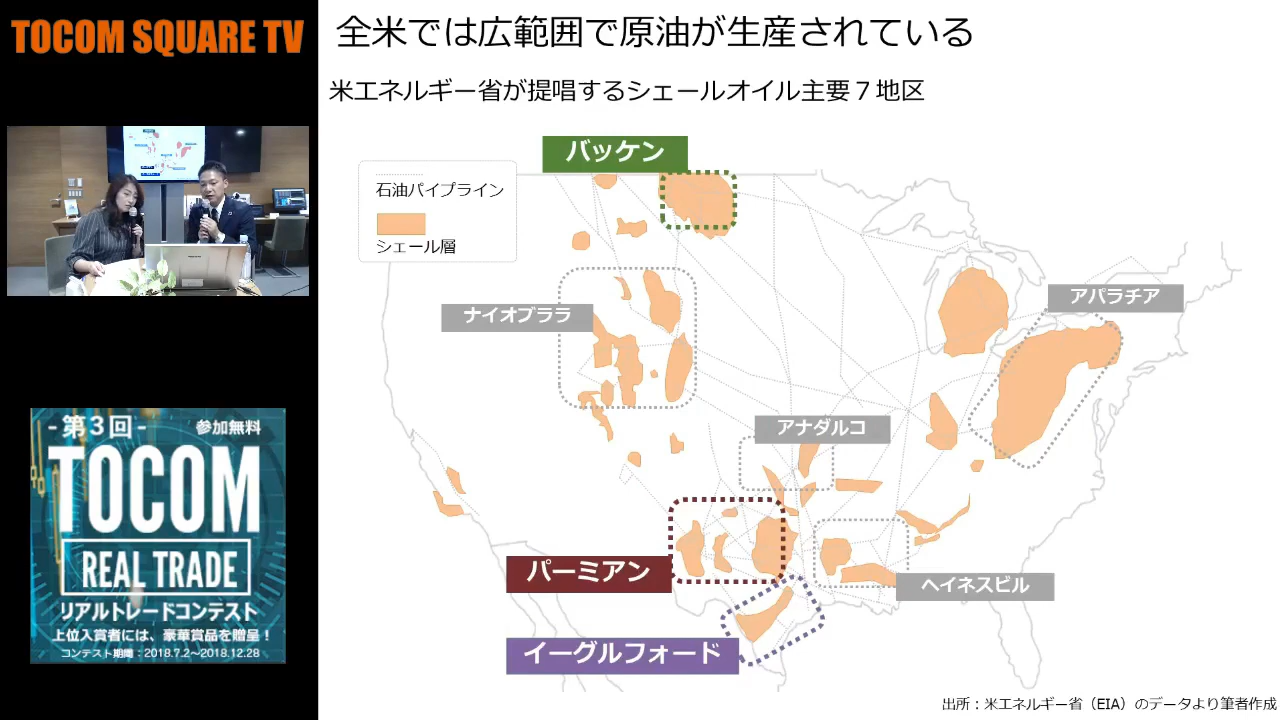 TOCOM SQUARE TV
全米では広範囲で原油が生産されている
米エネルギー省が提唱するシェールオイル主要７地区
バッケン
石油パイプライン
シェール層
ナイオブララ
アパラチア
アナダルコ
パーミアン
ヘイネスビル
イーグルフォード
出所：米エネルギー省（EIA）のデータより筆者作成
-第3回-
参加無料
TOCOM
REAL TRADE
リアルトレードコンテスト
上位入賞者には、豪華賞品を贈呈！
コンテスト期間：2018.7.2～2018.12.28